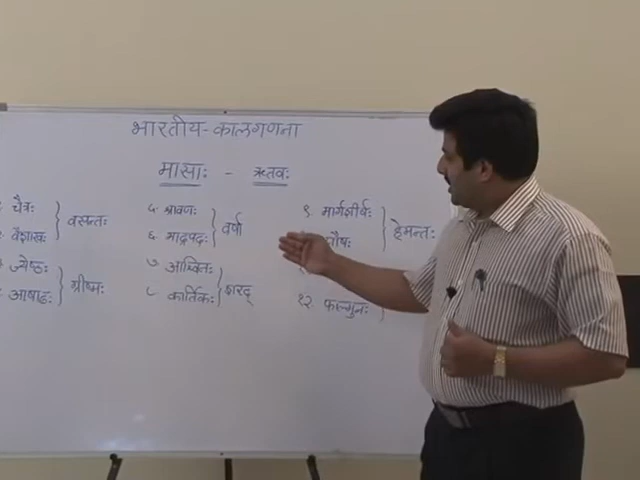 भारतीय-कालगणना
मासाः - ऋतवः
चैत्रः
वैशाखः
वसन्तः
ज्येष्ठः
आषाढः
ग्रीष्मः
५. श्रावणः
६. भाद्रपदः
वर्षा
७. आश्विनः
८. कार्तिकः
शरद्
९. मार्गशीर्षः
पौषः
हेमन्तः
१२. फाल्गुनः